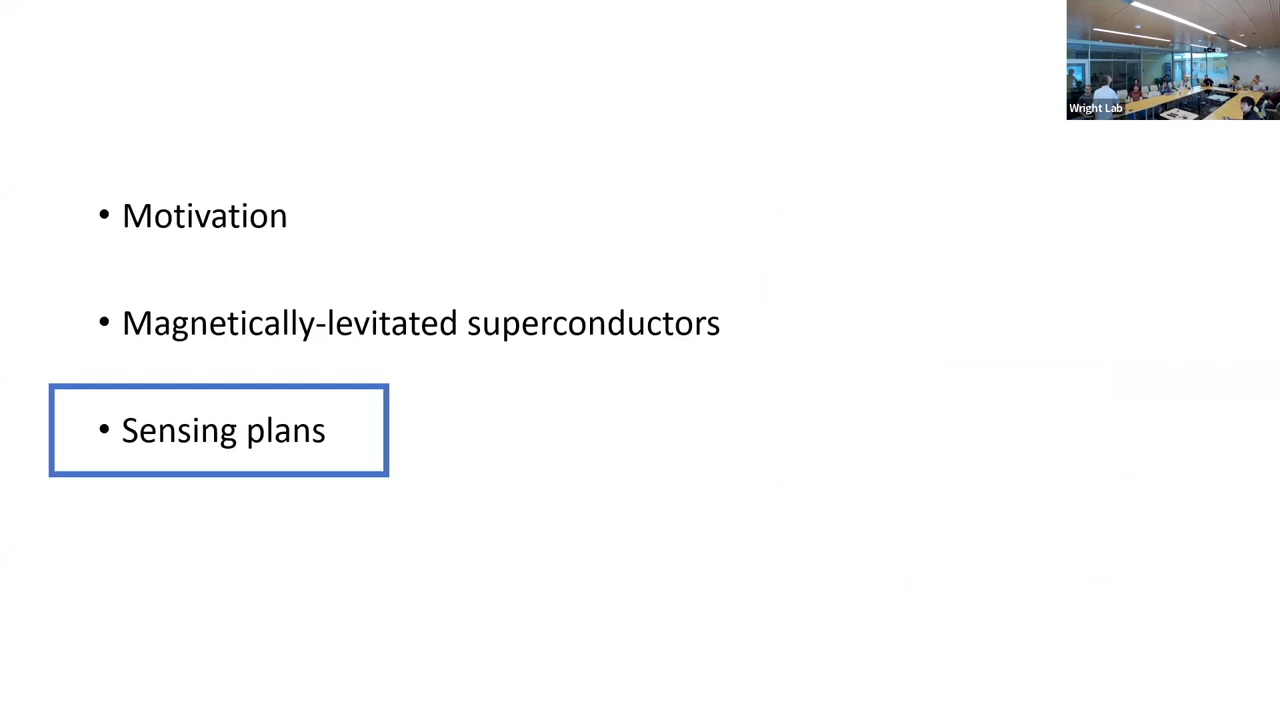 Wright Lab
• Motivation
• Magnetically-levitated superconductors
• Sensing plans